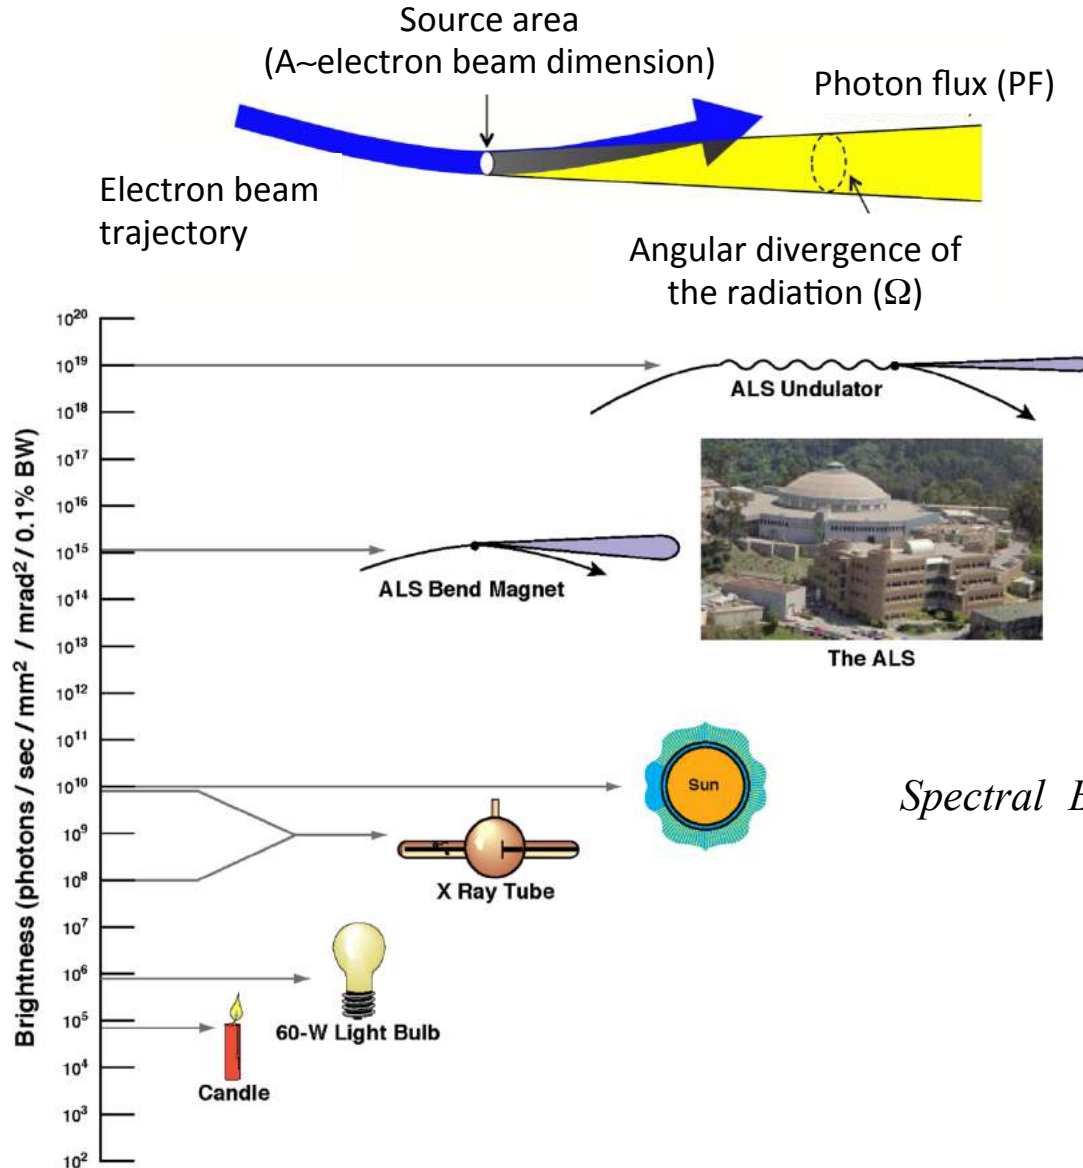 Source area
(A~electron beam dimension)
Photon flux (PF)
Electron beam
trajectory
Angular divergence of
the radiation (Ω)
Brightness (photons / sec / mm² / mrad² / 0.1% BW)
10²⁰
10¹⁹
10¹⁸
10¹⁷
10¹⁶
10¹⁵
10¹⁴
10¹³
10¹²
10¹¹
10¹⁰
10⁹
10⁸
10⁷
10⁶
10⁵
10⁴
10³
10²
ALS Undulator
ALS Bend Magnet
The ALS
Sun
Spectral
X Ray Tube
60-W Light Bulb
Candle